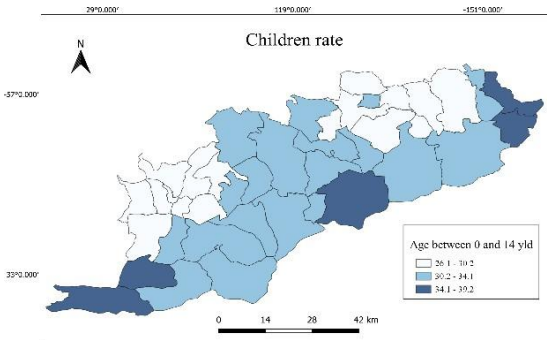 29°0.000' 119°0.000' -151°0.000'
Children rate
N
-57°0.000'
Age between 0 and 14 yld
26.1 - 30.2
30.2 - 34.1
34.1 - 39.2
33°0.000'
0 14 28 42 km